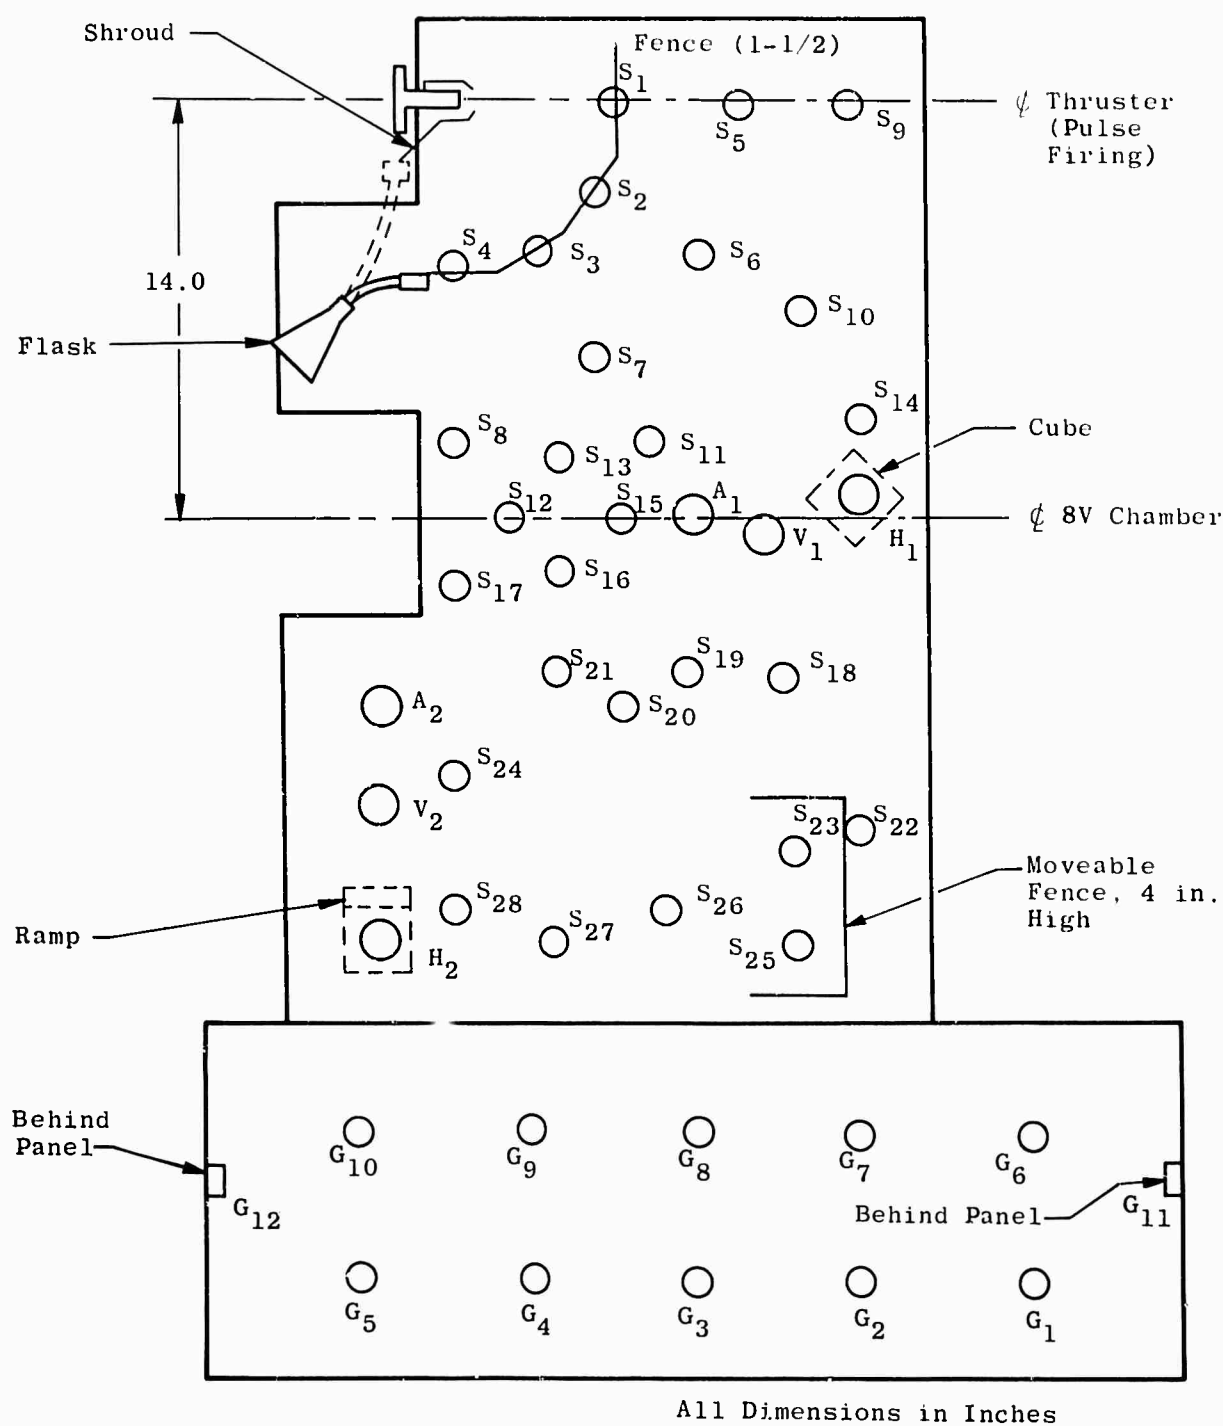 Shroud
Fence (1-1/2)
S1
S5
S9
℄ Thruster
(Pulse
Firing)
S2
S4
S3
S6
14.0
S10
Flask
S7
S14
S8
S11
Cube
S13
S12
S15
A1
℄ 8V Chamber
V1
H1
S17
S16
S21
S19
S18
A2
S20
S24
V2
S23
S22
Moveable
Fence, 4 in.
High
S28
S26
Ramp
S27
S25
H2
Behind
Panel
G10
G9
G8
G7
G6
G12
Behind Panel
G11
G5
G4
G3
G2
G1
All Dimensions in Inches